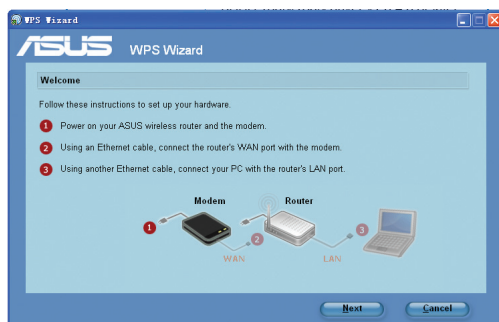 WPS Wizard
ASUS WPS Wizard
Welcome
Follow these instructions to set up your hardware.
1 Power on your ASUS wireless router and the modem.
2 Using an Ethernet cable, connect the router's WAN port with the modem.
3 Using another Ethernet cable, connect your PC with the router's LAN port.
Modem Router
1 2 3
WAN LAN
Next Cancel